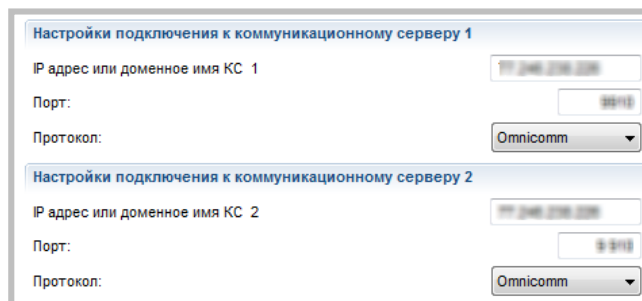 Настройки подключения к коммуникационному серверу 1
IP адрес или доменное имя КС 1
Порт:
Протокол:
Omnicomm
Настройки подключения к коммуникационному серверу 2
IP адрес или доменное имя КС 2
Порт:
Протокол:
Omnicomm